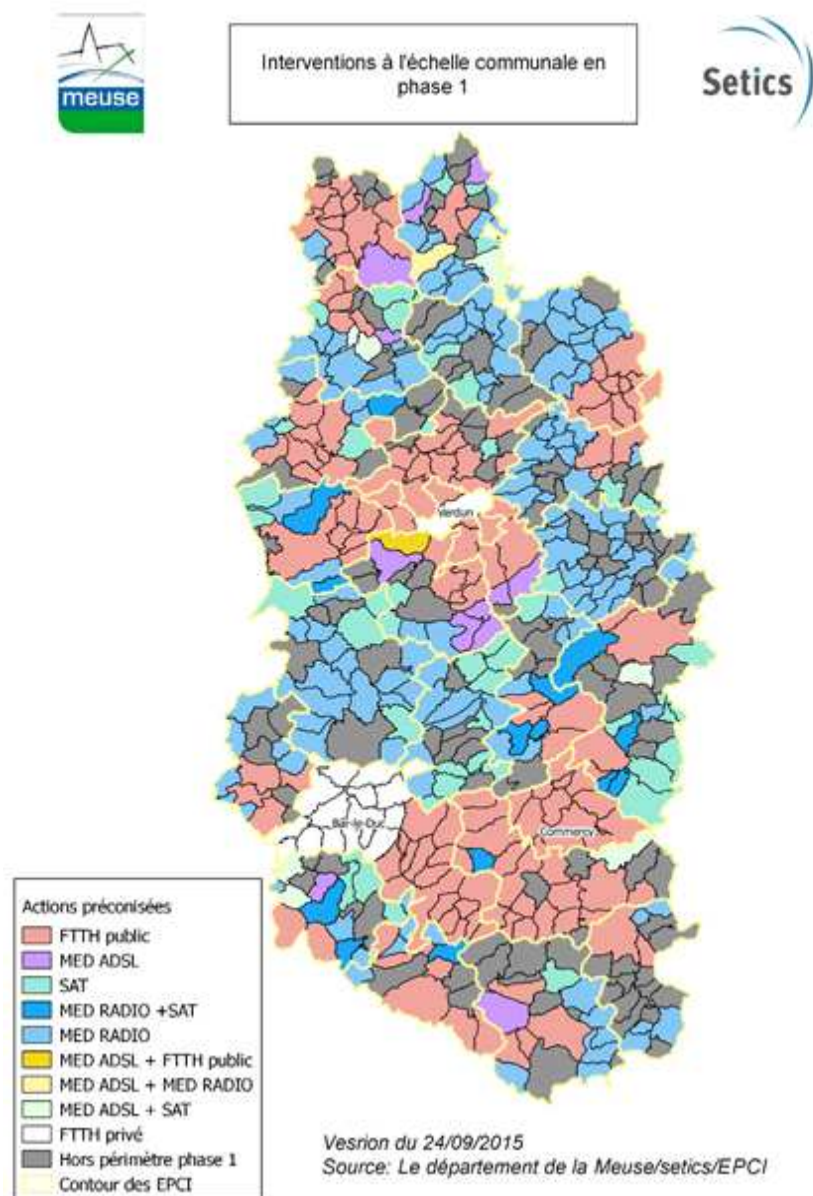 meuse
Interventions à l'échelle communale en
phase 1
Setics
Verdun
Bar-le-Duc
Commercy
Actions préconisées
FTTH public
MED ADSL
SAT
MED RADIO +SAT
MED RADIO
MED ADSL + FTTH public
MED ADSL + MED RADIO
MED ADSL + SAT
FTTH privé
Hors périmètre phase 1
Contour des EPCI
Vesrion du 24/09/2015
Source: Le département de la Meuse/setics/EPCI